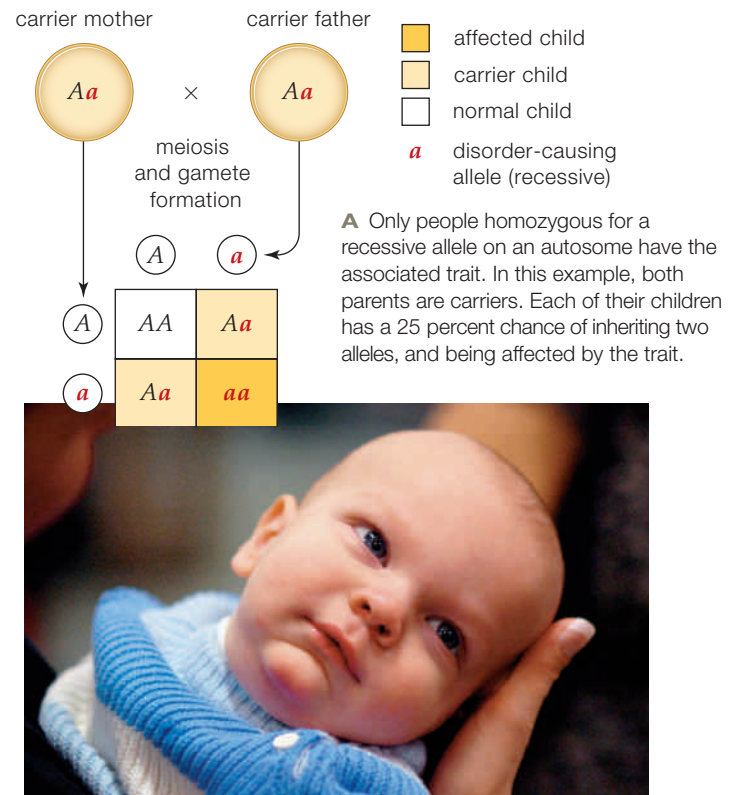 carrier mother
carrier father
Aa
×
Aa
meiosis
and gamete
formation
affected child
carrier child
normal child
a disorder-causing
allele (recessive)
A Only people homozygous for a
recessive allele on an autosome have the
associated trait. In this example, both
parents are carriers. Each of their children
has a 25 percent chance of inheriting two
alleles, and being affected by the trait.
A a
A AA Aa
a Aa aa